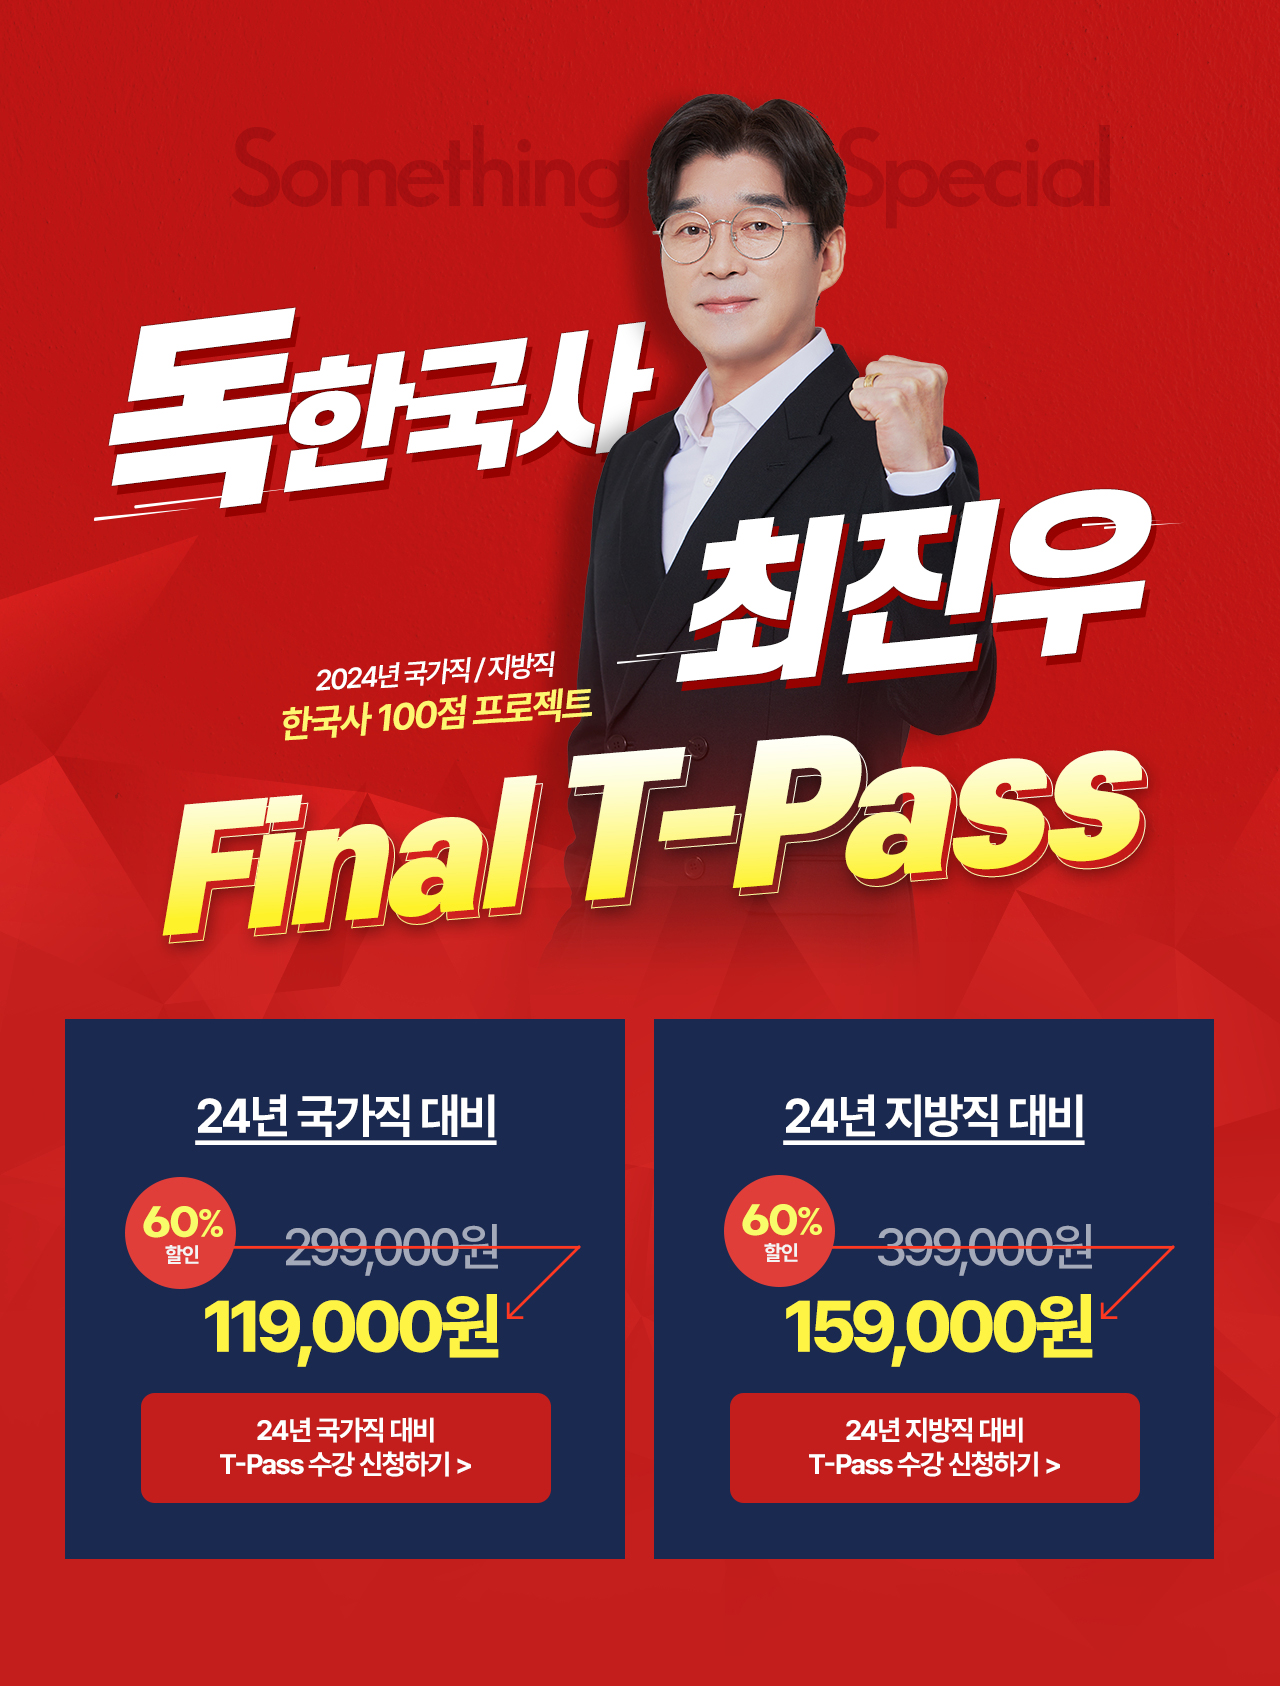 Something Special
독한국사
최진우
2024년 국가직 / 지방직
한국사 100점 프로젝트
Final T-Pass
24년 국가직 대비
60%
할인
299,000원
119,000원
24년 국가직 대비
T-Pass 수강 신청하기 >
24년 지방직 대비
60%
할인
399,000원
159,000원
24년 지방직 대비
T-Pass 수강 신청하기 >